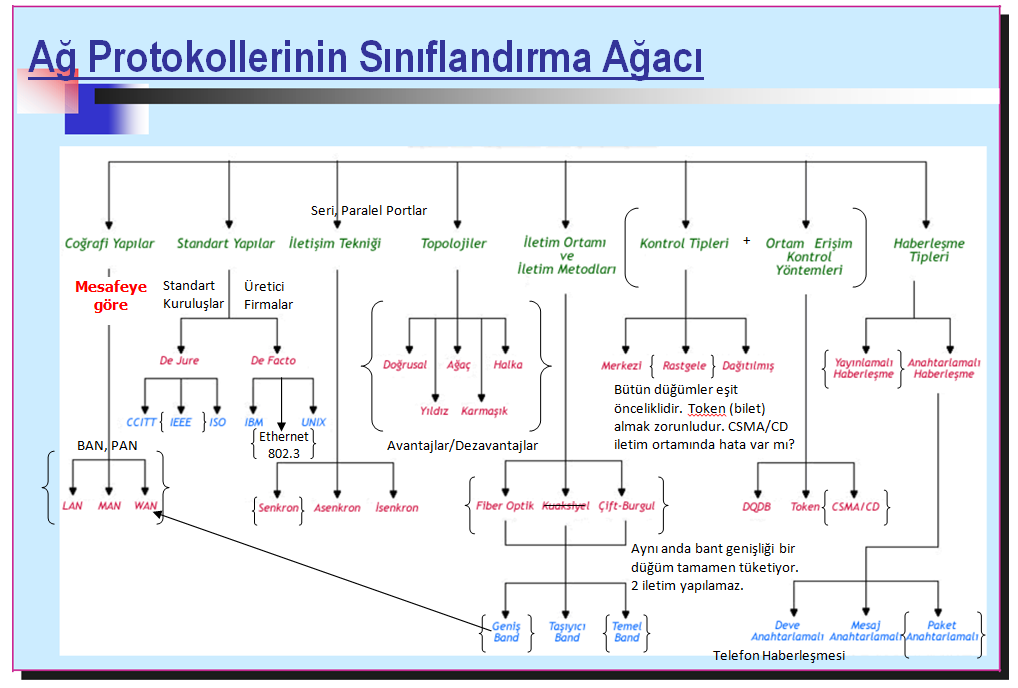 Ağ Protokollerinin Sınıflandırma Ağacı
Seri, Paralel Portlar
Coğrafi Yapılar
Standart Yapılar
İletişim Tekniği
Topolojiler
İletim Ortamı
ve
İletim Metodları
Kontrol Tipleri
+
Ortam Erişim
Kontrol
Yöntemleri
Haberleşme
Tipleri
Mesafeye
göre
Standart
Kuruluşlar
Üretici
Firmalar
De Jure
De Facto
Doğrusal
Ağaç
Halka
Yıldız
Karmaşık
Merkezi
Rastgele
Dağıtılmış
Yayınlamalı
Haberleşme
Anahtarlamalı
Haberleşme
CCITT
IEEE
ISO
IBM
UNIX
Ethernet
802.3
Bütün düğümler eşit
önceliklidir. Token (bilet)
almak zorunludur. CSMA/CD
iletim ortamında hata var mı?
BAN, PAN
Avantajlar/Dezavantajlar
LAN
MAN
WAN
Senkron
Asenkron
İsenkron
Fiber Optik
Kuaksiyel
Çift-Burgul
DQDB
Token
CSMA/CD
Aynı anda bant genişliği bir
düğüm tamamen tüketiyor.
2 iletim yapılamaz.
Geniş
Band
Taşıyıcı
Band
Temel
Band
Deve
Anahtarlamalı
Mesaj
Anahtarlamalı
Paket
Anahtarlamalı
Telefon Haberleşmesi